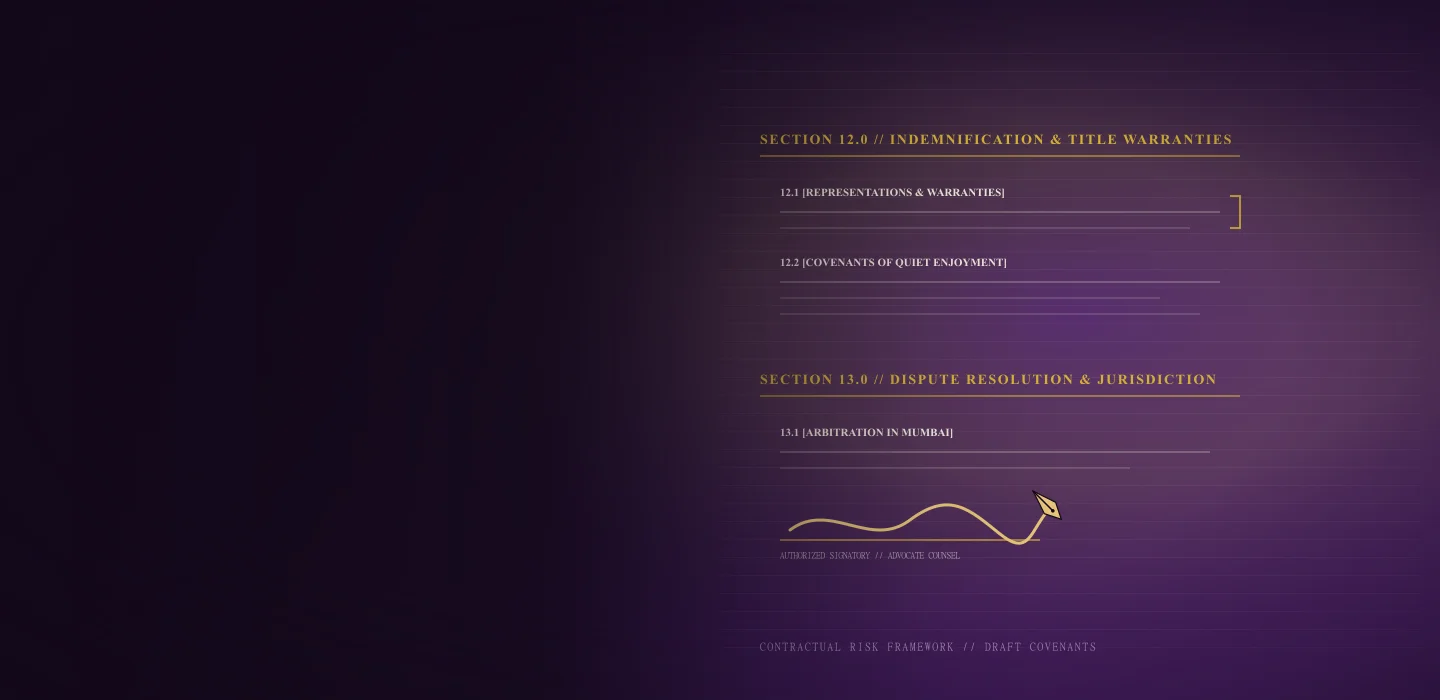 SECTION 12.0 // INDEMNIFICATION & TITLE WARRANTIES
12.1 [REPRESENTATIONS & WARRANTIES]
12.2 [COVENANTS OF QUIET ENJOYMENT]
SECTION 13.0 // DISPUTE RESOLUTION & JURISDICTION
13.1 [ARBITRATION IN MUMBAI]
AUTHORIZED SIGNATORY // ADVOCATE COUNSEL
CONTRACTUAL RISK FRAMEWORK // DRAFT COVENANTS